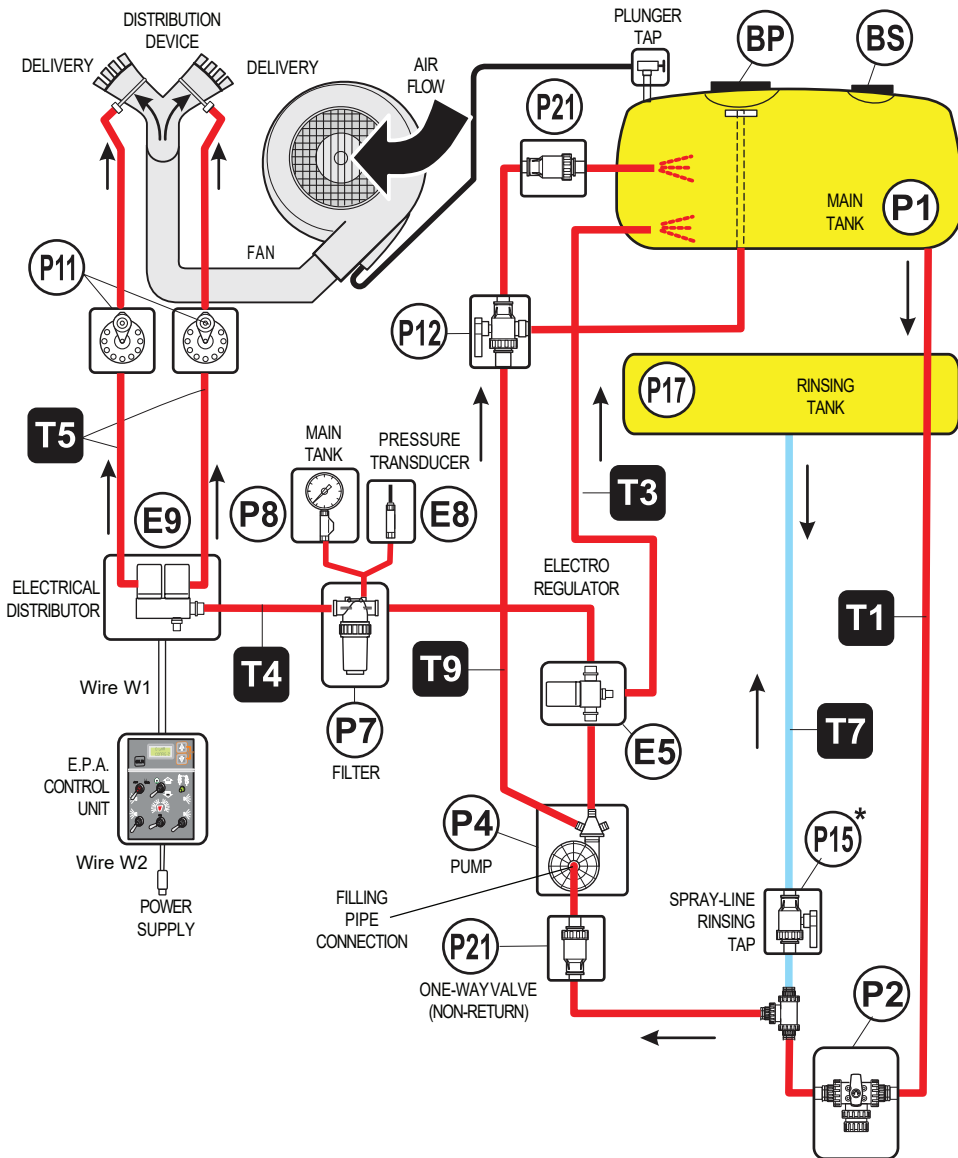 DISTRIBUTION
DEVICE
DELIVERY
DELIVERY
AIR
FLOW
PLUNGER
TAP
BP
BS
P21
MAIN
TANK
P1
FAN
P11
P12
P17
RINSING
TANK
T5
MAIN
TANK
PRESSURE
TRANSDUCER
P8
E8
E9
T3
ELECTRICAL
DISTRIBUTOR
ELECTRO
REGULATOR
T1
T4
T9
Wire W1
P7
FILTER
E5
T7
E.P.A.
CONTROL
UNIT
P4
PUMP
P15*
Wire W2
POWER
SUPPLY
FILLING
PIPE
CONNECTION
SPRAY-LINE
RINSING
TAP
P21
ONE-WAY VALVE
(NON-RETURN)
P2